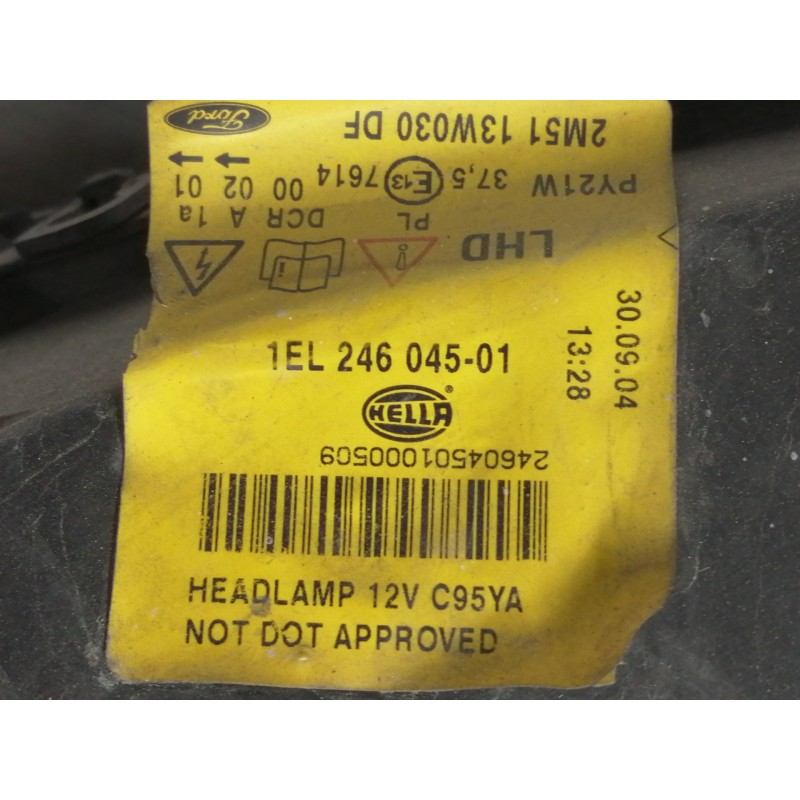 Ford
2M51 13W030 DF
PY21W 37,5 E13 7614 00 02 01
PL DCR A 1a
LHD
1EL 246 045-01
HELLA ®
24604501000509
HEADLAMP 12V C95YA
NOT DOT APPROVED
30.09.04
13:28